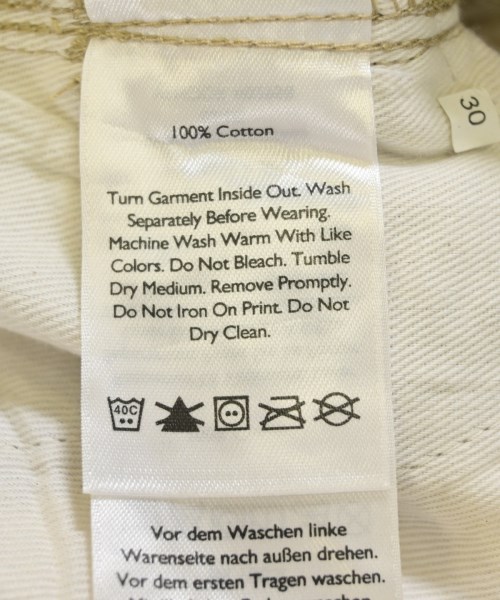 30
100% Cotton
Turn Garment Inside Out. Wash
Separately Before Wearing.
Machine Wash Warm With Like
Colors. Do Not Bleach. Tumble
Dry Medium. Remove Promptly.
Do Not Iron On Print. Do Not
Dry Clean.
40C
Vor dem Waschen linke
Warenseite nach außen drehen.
Vor dem ersten Tragen waschen.